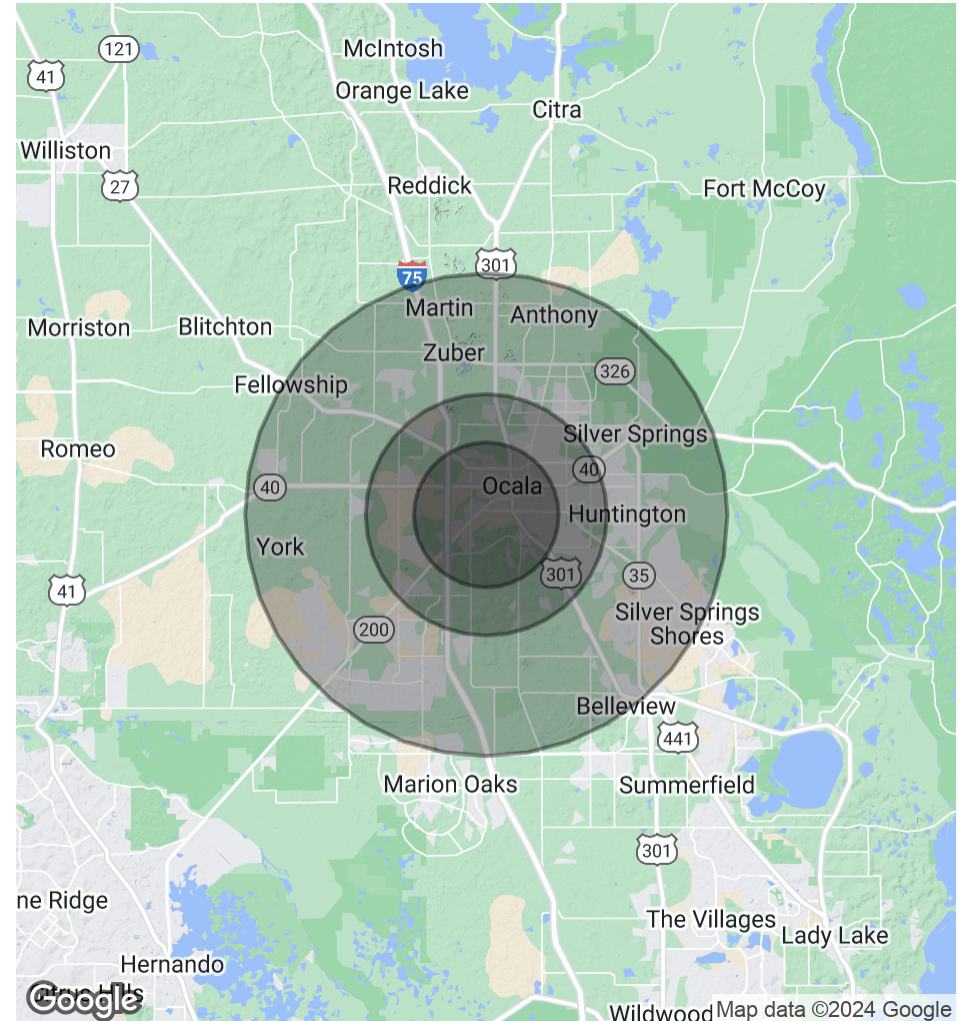 121
McIntosh
41
Orange Lake
Citra
Williston
27
Reddick
Fort McCoy
301
75
Martin
Anthony
Morriston
Blitchton
Zuber
326
Fellowship
Silver Springs
Romeo
40
40
Ocala
Huntington
York
301
35
41
Silver Springs
Shores
200
Belleview
441
Marion Oaks
Summerfield
301
ne Ridge
The Villages
Lady Lake
Hernando
Citrus Hills
Google
Wildwood
Map data ©2024 Google